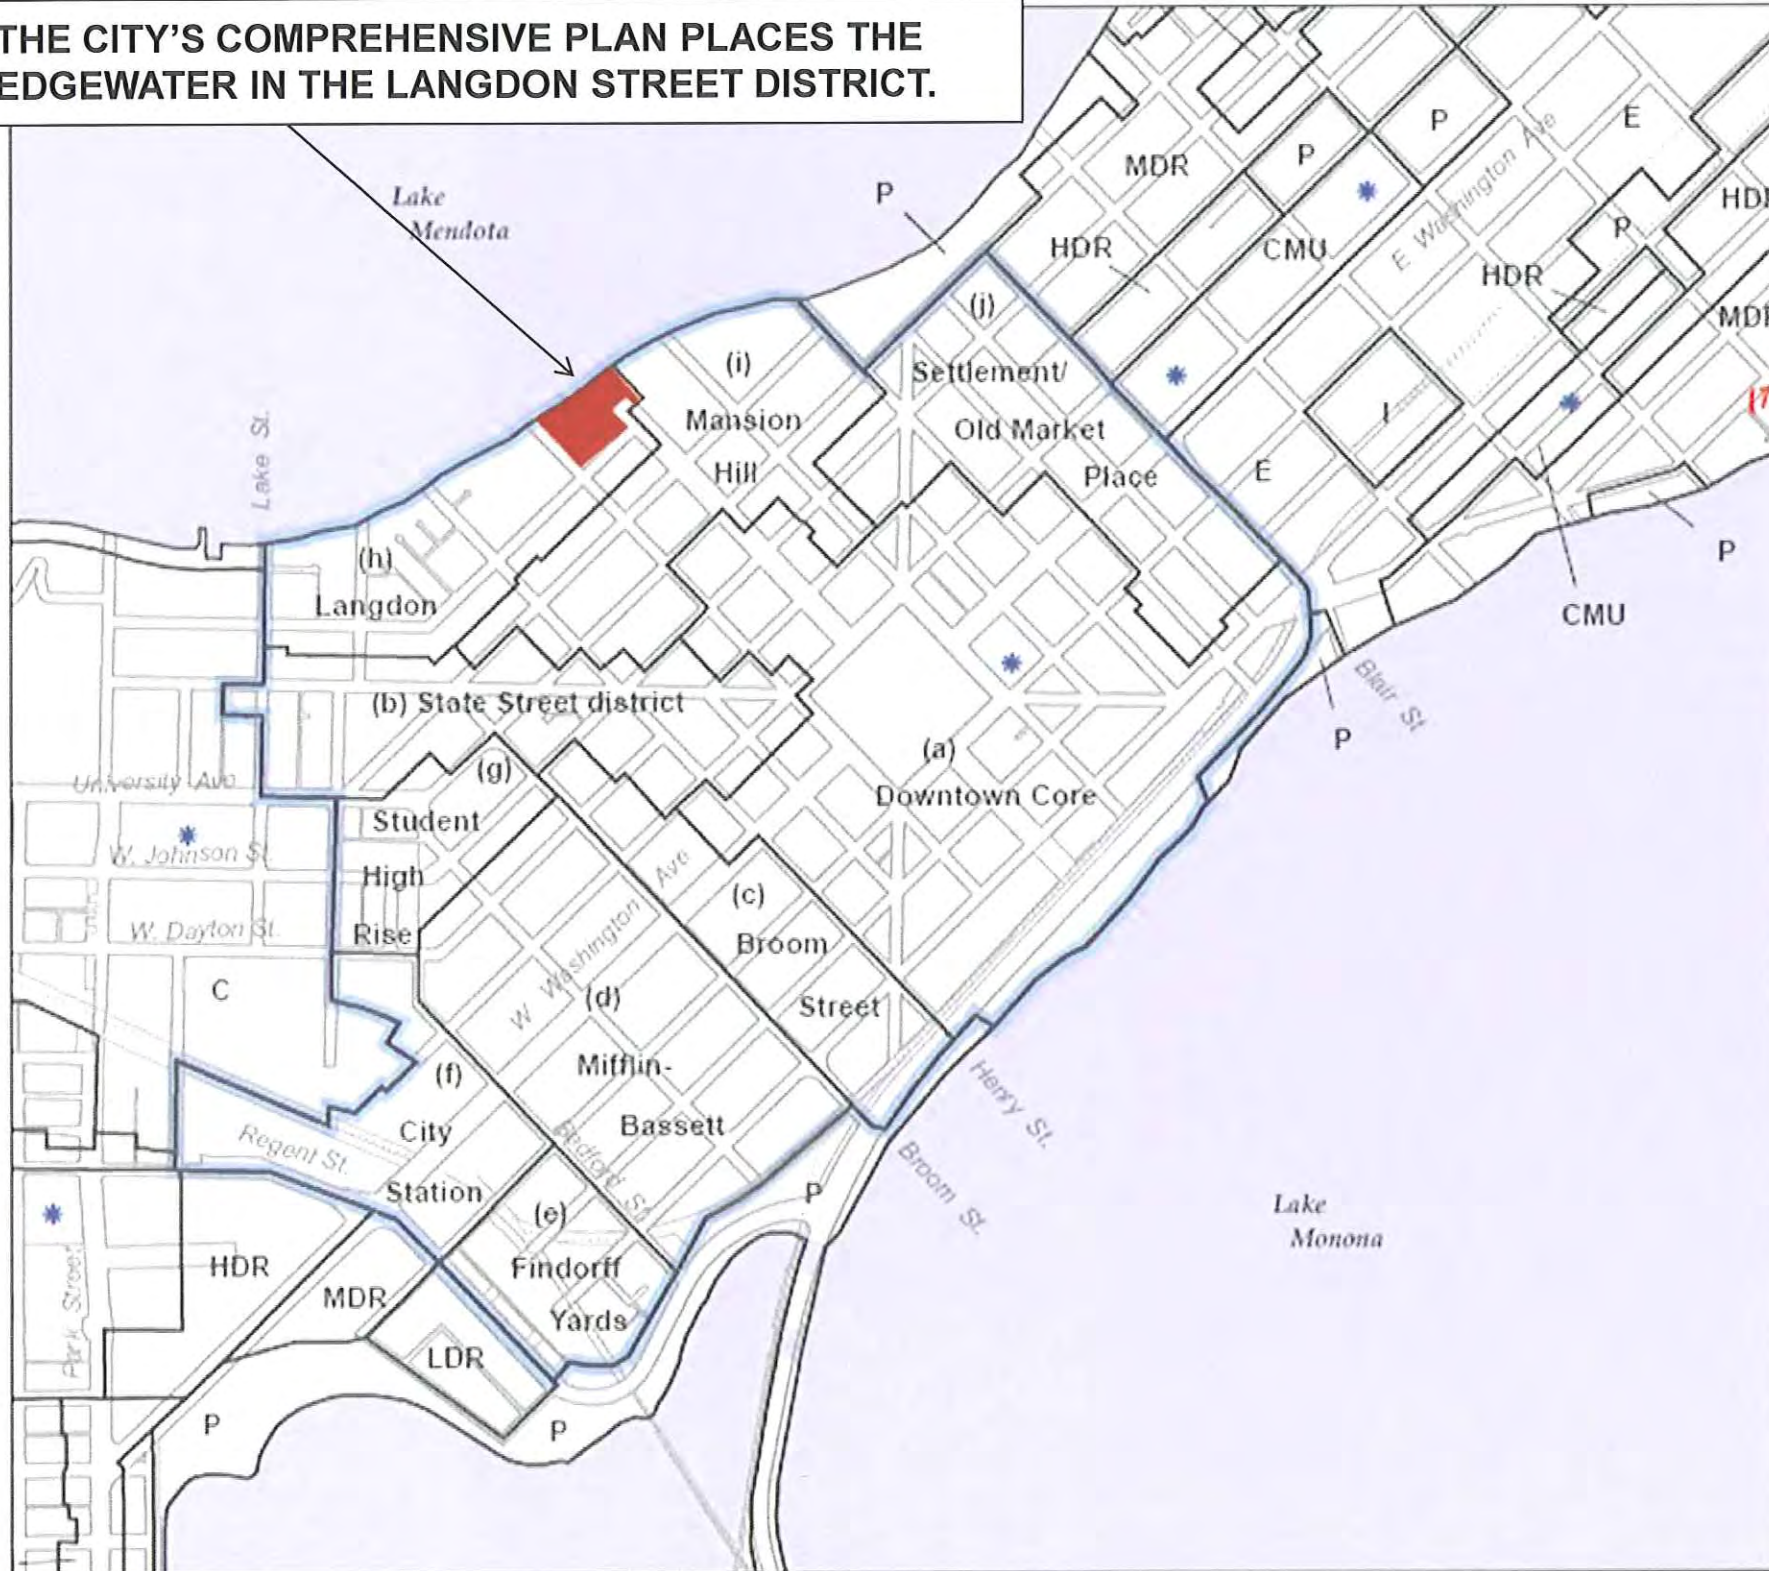 THE CITY'S COMPREHENSIVE PLAN PLACES THE
EDGEWATER IN THE LANGDON STREET DISTRICT.
Lake
Mendota
P
MDR
P
P
E
HDR
CMU
E Washington Ave
HDR
P
(j)
Settlement/
Old Market
Place
(i)
Mansion
Hill
Lake St.
I
E
P
CMU
(h)
Langdon
(b) State Street district
(a)
Downtown Core
Blair St
P
(g)
Student
High
Rise
University Ave
W. Johnson St.
W. Dayton St.
C
W Washington Ave
(c)
Broom
Street
(d)
Mifflin-
Bassett
(f)
City
Station
Regent St.
Bedford St
(e)
Findorff
Yards
Henry St.
Broom St.
P
Lake
Monona
HDR
MDR
LDR
Park Street
P
P